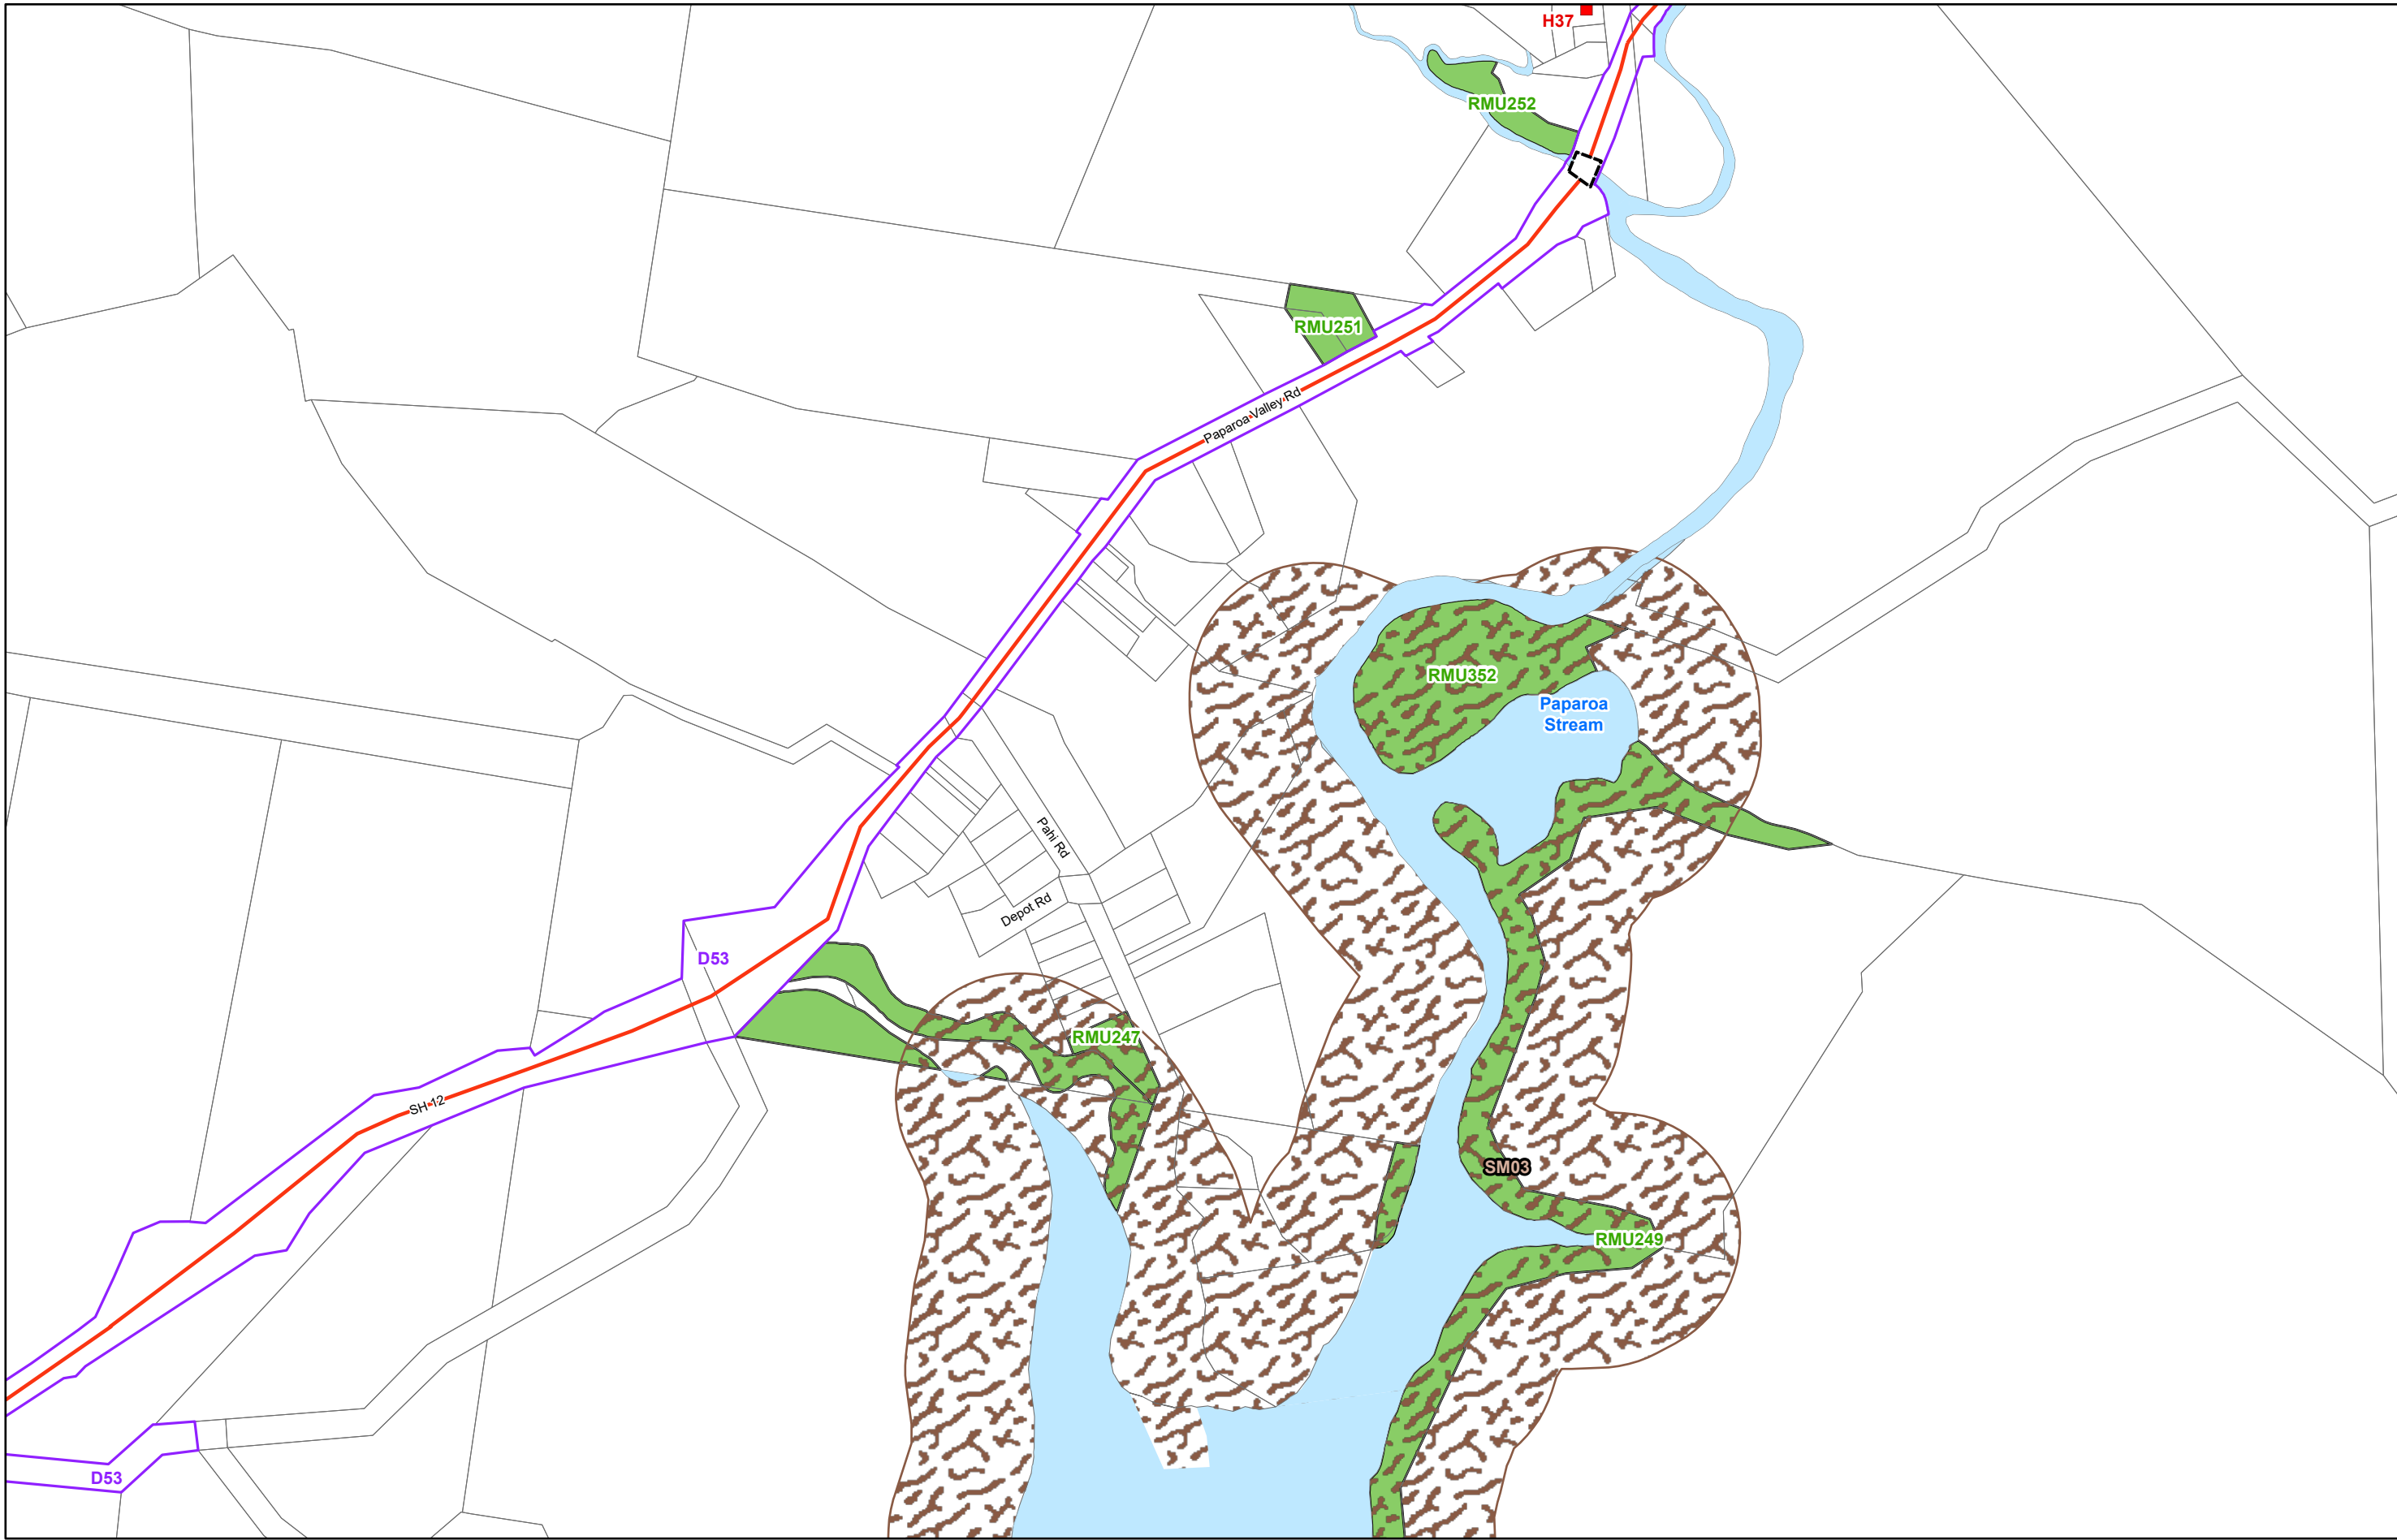 H37
RMU252
RMU251
Paparoa Valley Rd
RMU352
Paparoa
Stream
Pahi Rd
Depot Rd
D53
RMU247
SH 12
SM03
RMU249
D53